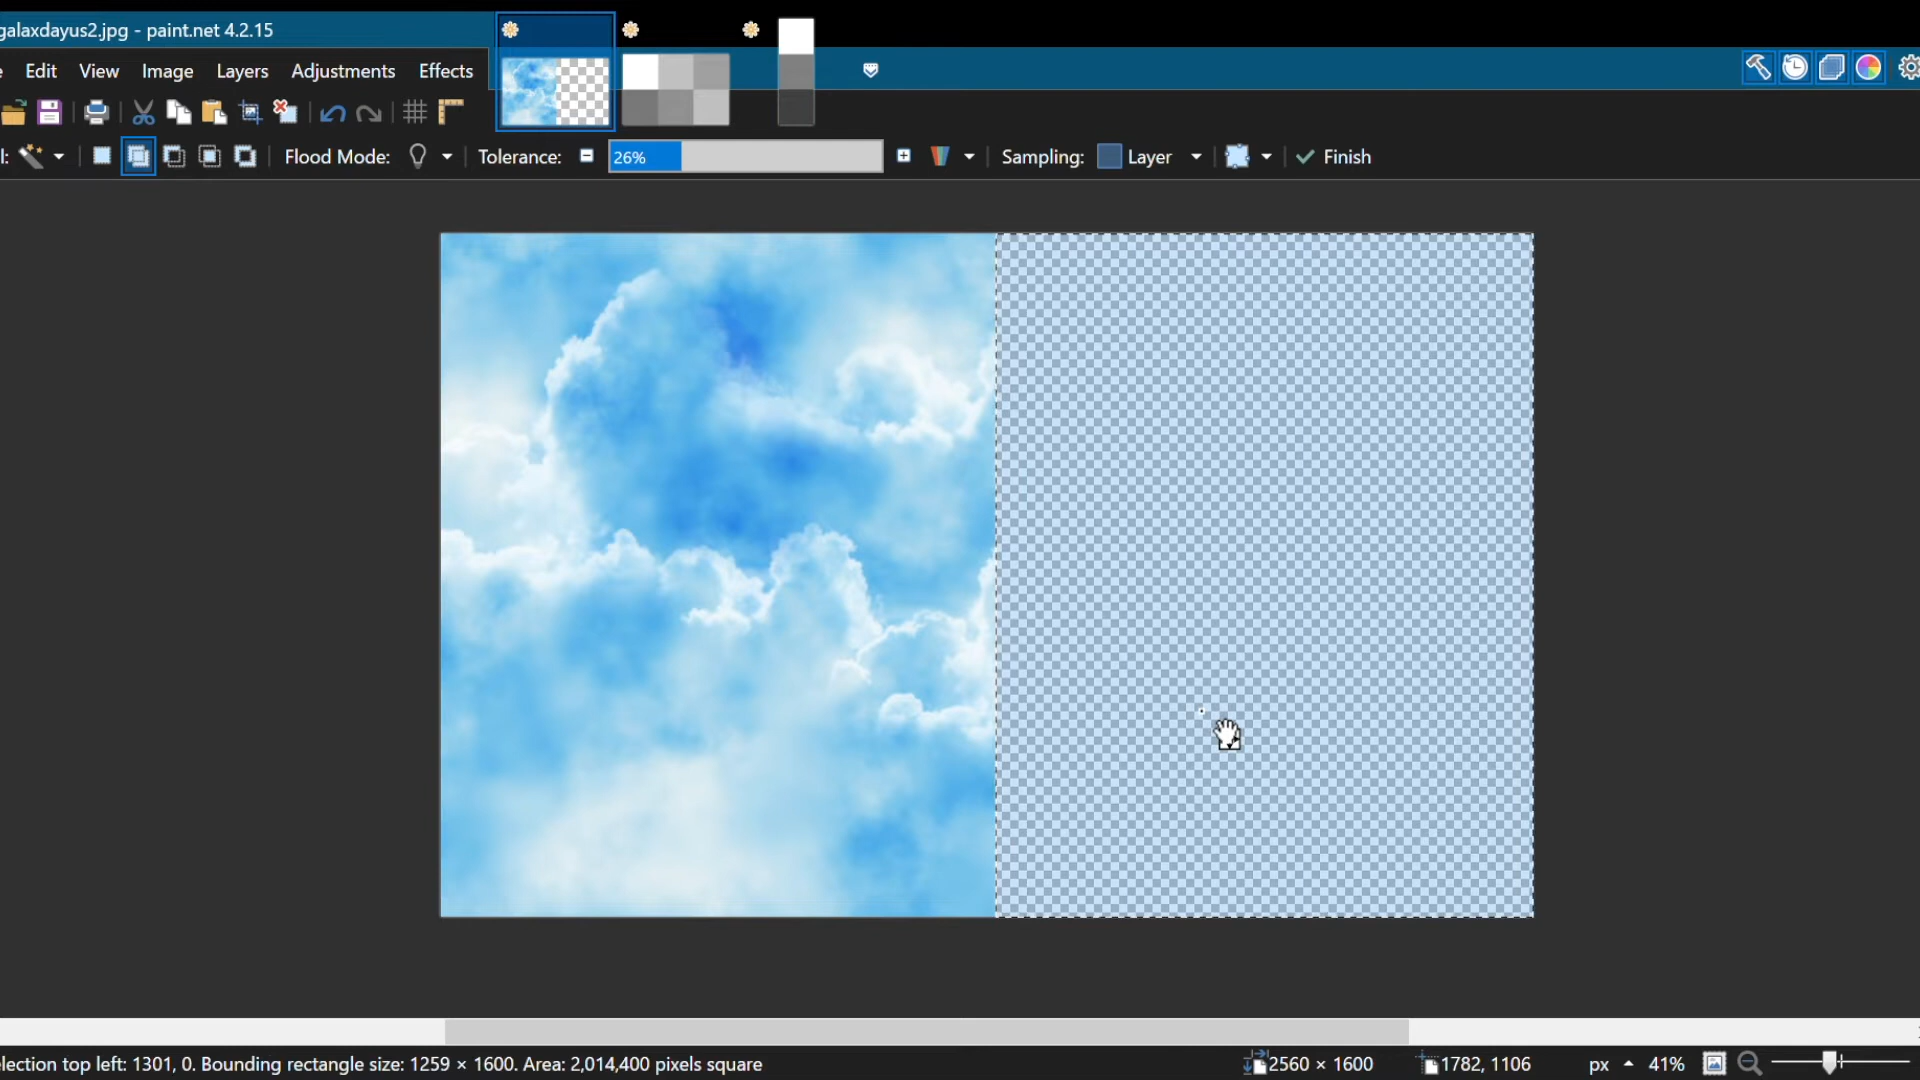 galaxdayus2.jpg - paint.net 4.2.15
Edit View Image Layers Adjustments Effects
Flood Mode: Tolerance: 26% Sampling: Layer Finish
lection top left: 1301, 0. Bounding rectangle size: 1259 × 1600. Area: 2,014,400 pixels square 2560 × 1600 1782, 1106 px 41%